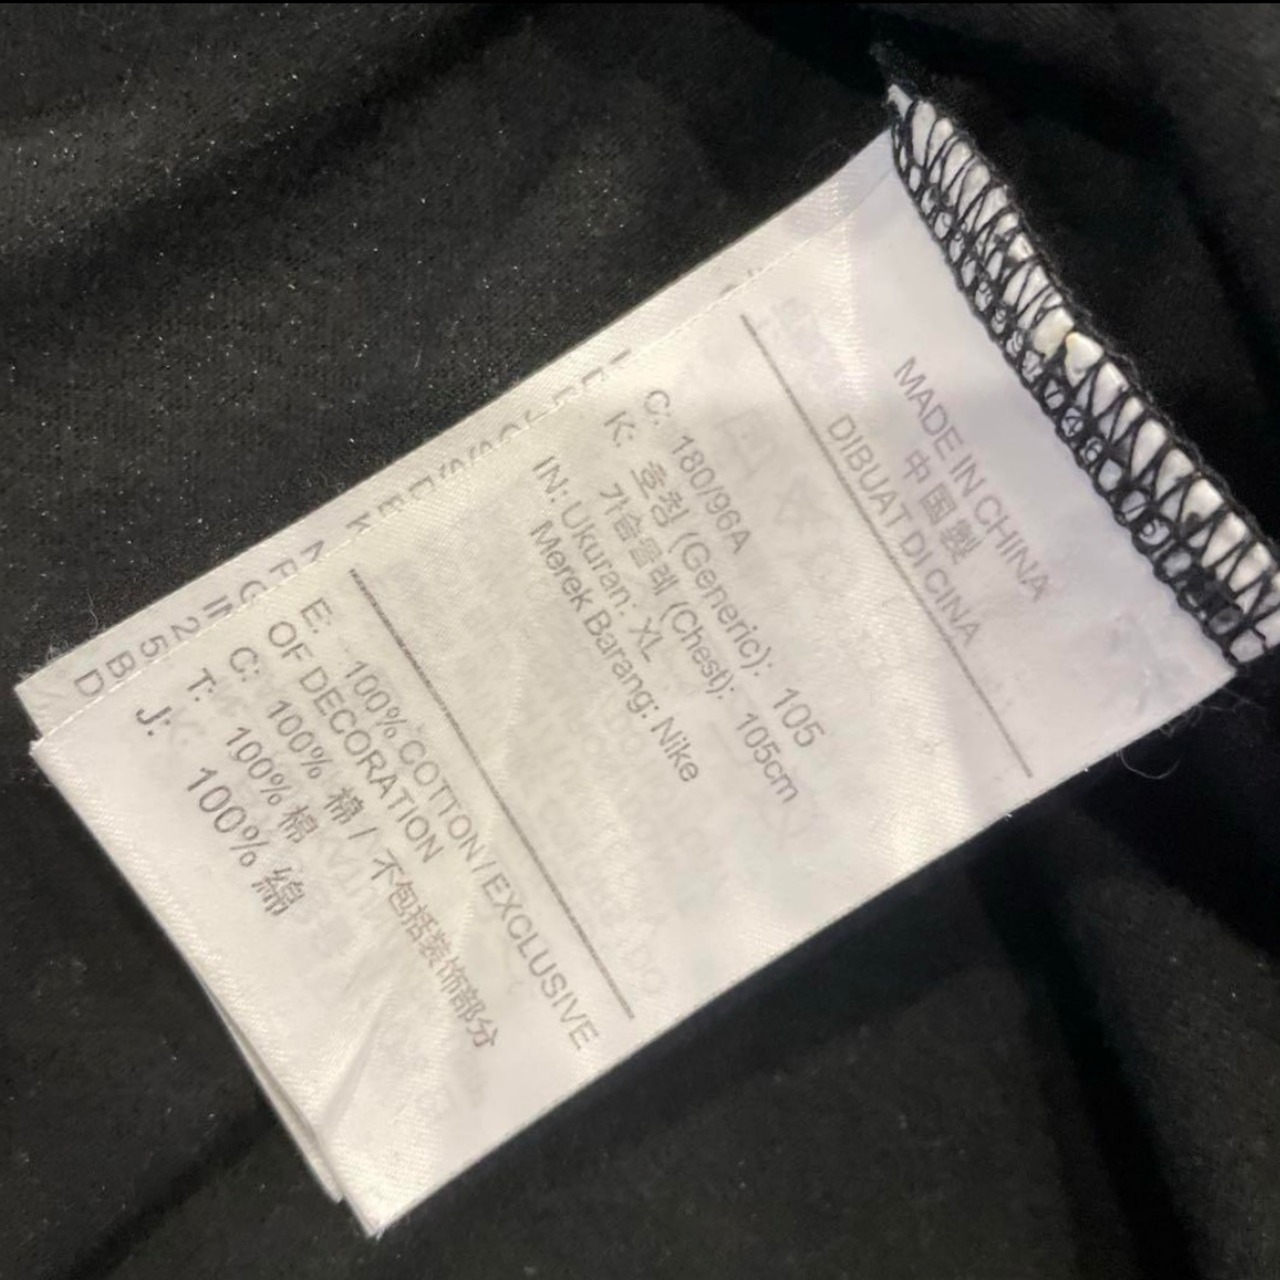 MADE IN CHINA
中国製
DIBUAT DI CINA
C: 180/96A
K: 호칭 (Generic): 105
가슴둘레 (Chest): 105cm
IN: Ukuran: XL
Merek Barang: Nike
E: 100% COTTON / EXCLUSIVE
OF DECORATION
C: 100% 棉 / 不包括装饰部分
T: 100% 棉
J: 100% 綿